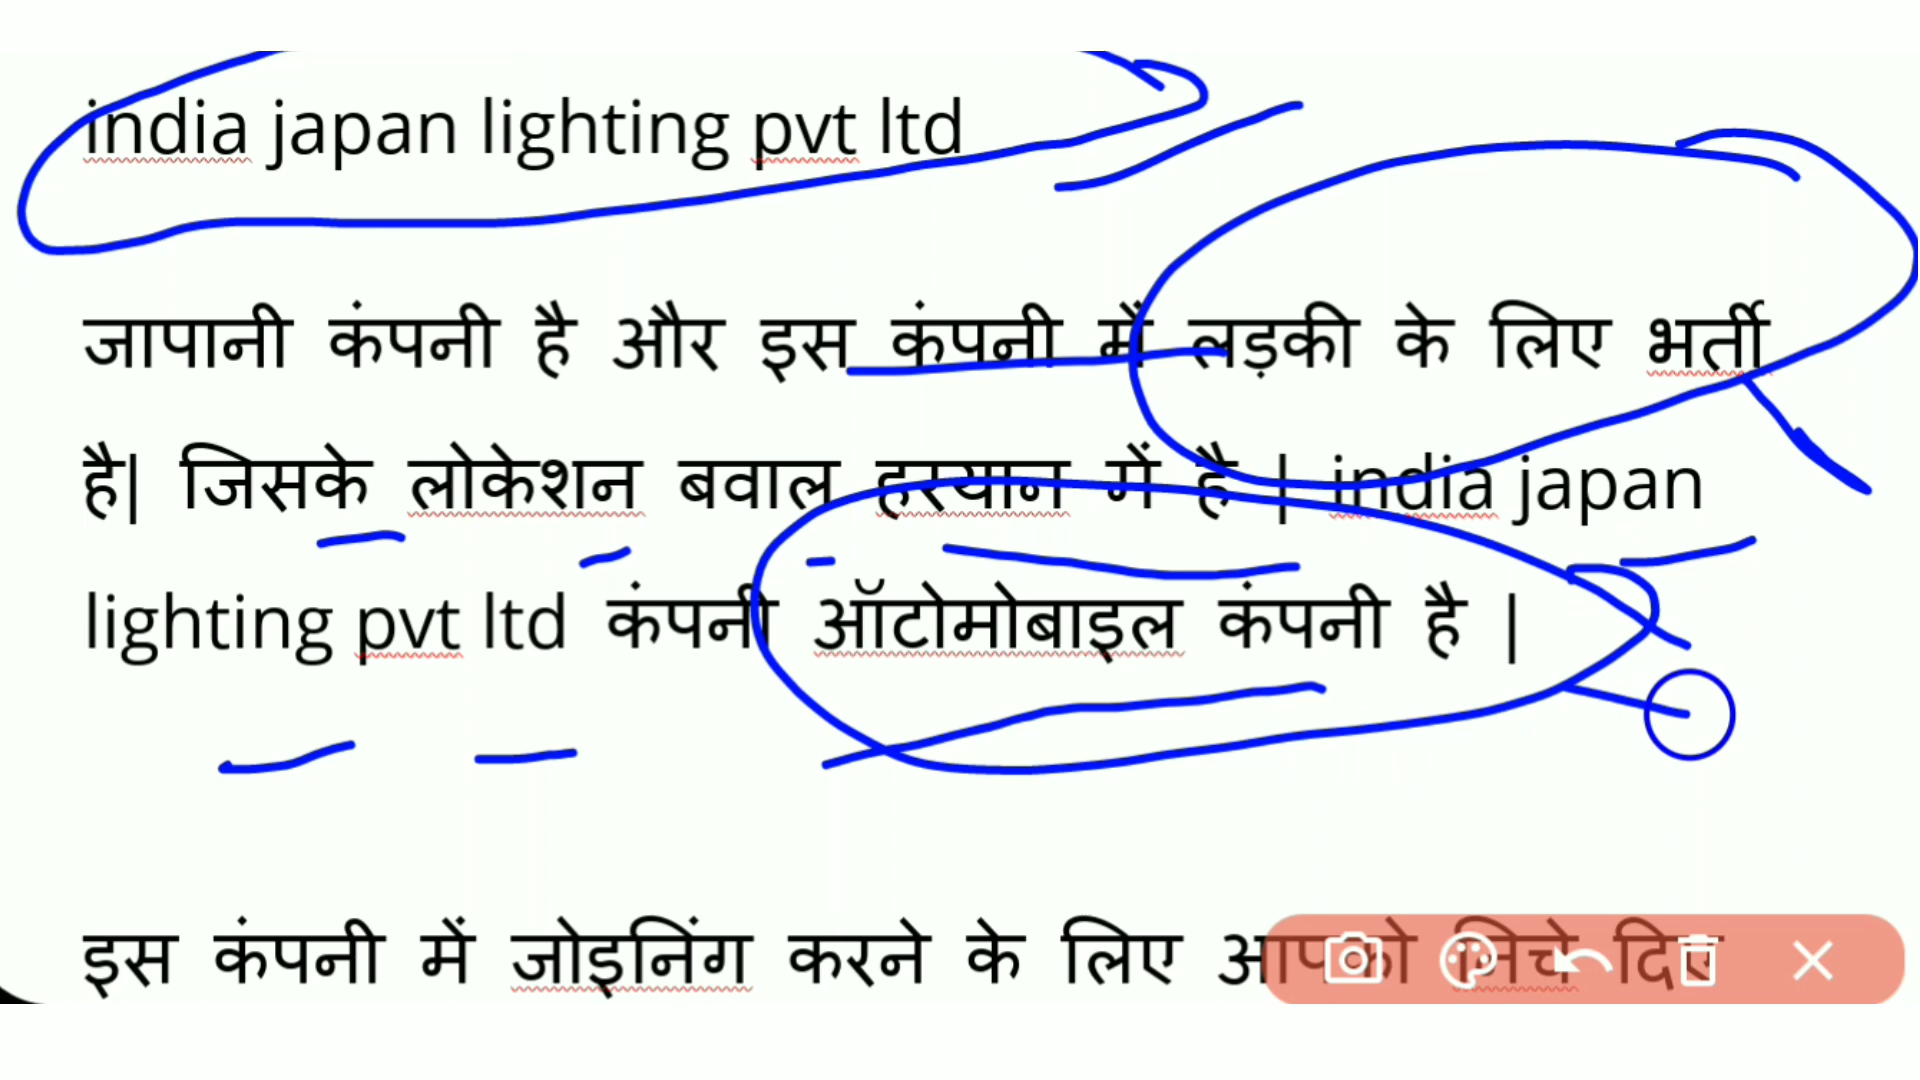 india japan lighting pvt ltd
जापानी कंपनी है और इस कंपनी में लड़की के लिए भर्ती
है| जिसके लोकेशन बवाल हरयान में है | india japan
lighting pvt ltd कंपनी ऑटोमोबाइल कंपनी है |
इस कंपनी में जोइनिंग करने के लिए आपको निचे दिए